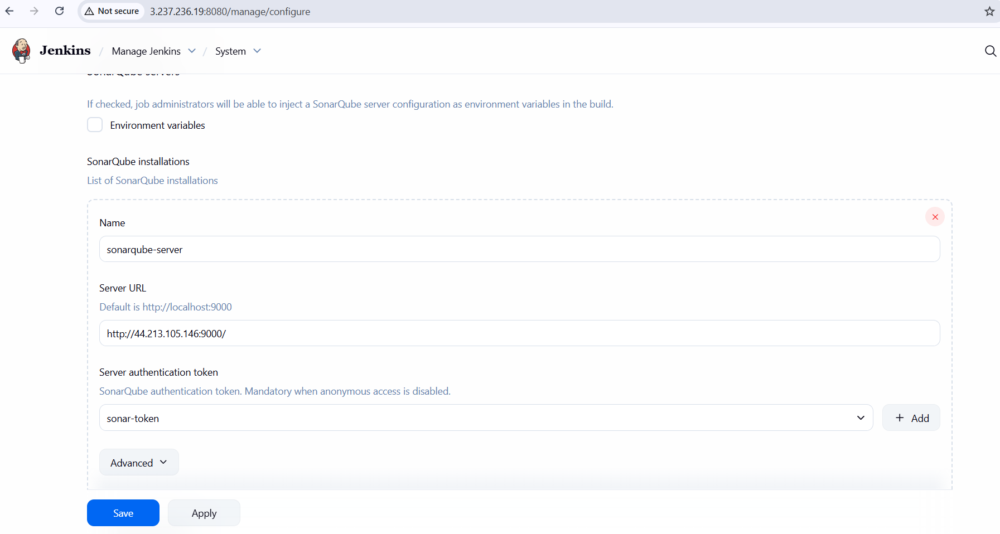 Not secure 3.237.236.19:8080/manage/configure
Jenkins / Manage Jenkins / System
SonarQube servers
If checked, job administrators will be able to inject a SonarQube server configuration as environment variables in the build.
Environment variables
SonarQube installations
List of SonarQube installations
Name
sonarqube-server
Server URL
Default is http://localhost:9000
http://44.213.105.146:9000/
Server authentication token
SonarQube authentication token. Mandatory when anonymous access is disabled.
sonar-token
+ Add
Advanced
Save Apply